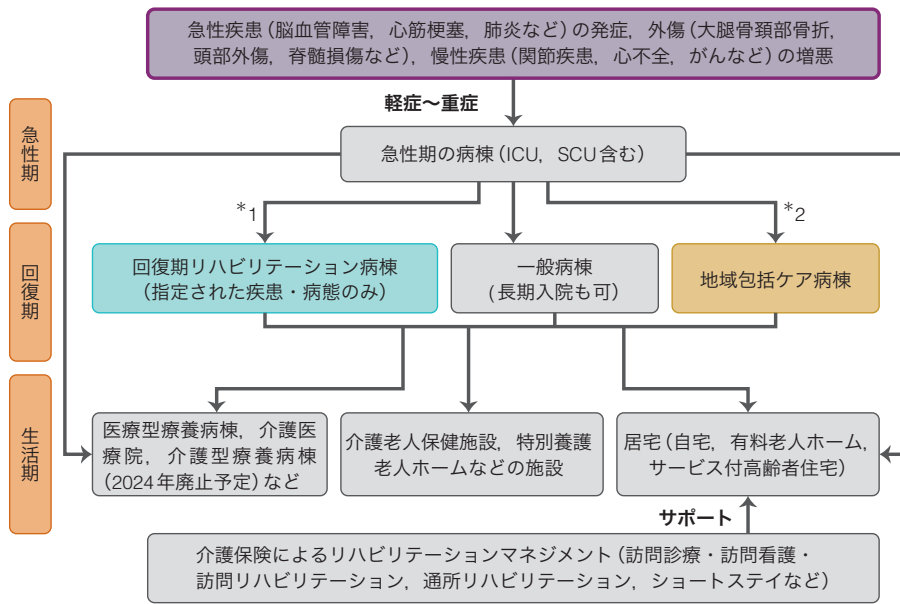 急性疾患（脳血管障害，心筋梗塞，肺炎など）の発症，外傷（大腿骨頚部骨折，
頭部外傷，脊髄損傷など），慢性疾患（関節疾患，心不全，がんなど）の増悪
軽症〜重症
急性期
急性期の病棟（ICU，SCU含む）
*1
*2
回復期
回復期リハビリテーション病棟
（指定された疾患・病態のみ）
一般病棟
（長期入院も可）
地域包括ケア病棟
生活期
医療型療養病棟，介護医
療院，介護型療養病棟
（2024年廃止予定）など
介護老人保健施設，特別養護
老人ホームなどの施設
居宅（自宅，有料老人ホーム，
サービス付高齢者住宅）
サポート
介護保険によるリハビリテーションマネジメント（訪問診療・訪問看護・
訪問リハビリテーション，通所リハビリテーション，ショートステイなど）